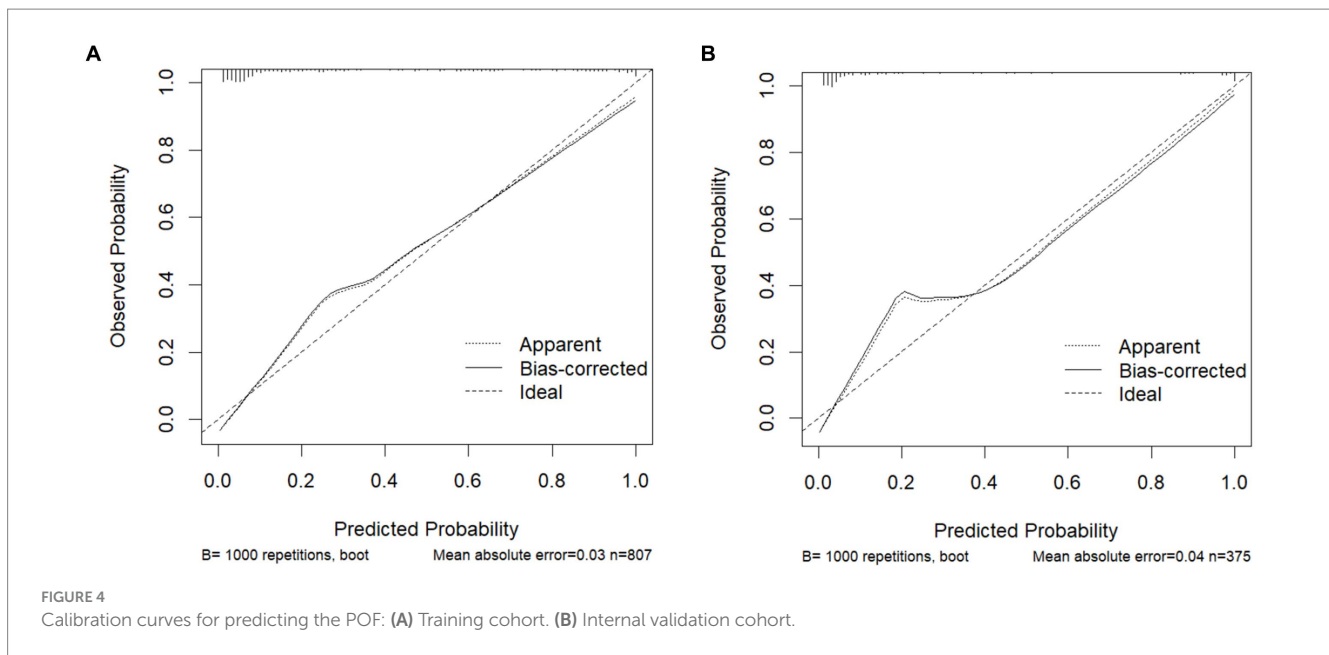 A
Observed Probability
1.0
0.8
0.6
0.4
0.2
0.0
Apparent
Bias-corrected
Ideal
0.0 0.2 0.4 0.6 0.8 1.0
Predicted Probability
B= 1000 repetitions, boot Mean absolute error=0.03 n=807
B
Observed Probability
1.0
0.8
0.6
0.4
0.2
0.0
Apparent
Bias-corrected
Ideal
0.0 0.2 0.4 0.6 0.8 1.0
Predicted Probability
B= 1000 repetitions, boot Mean absolute error=0.04 n=375
FIGURE 4
Calibration curves for predicting the POF: (A) Training cohort. (B) Internal validation cohort.